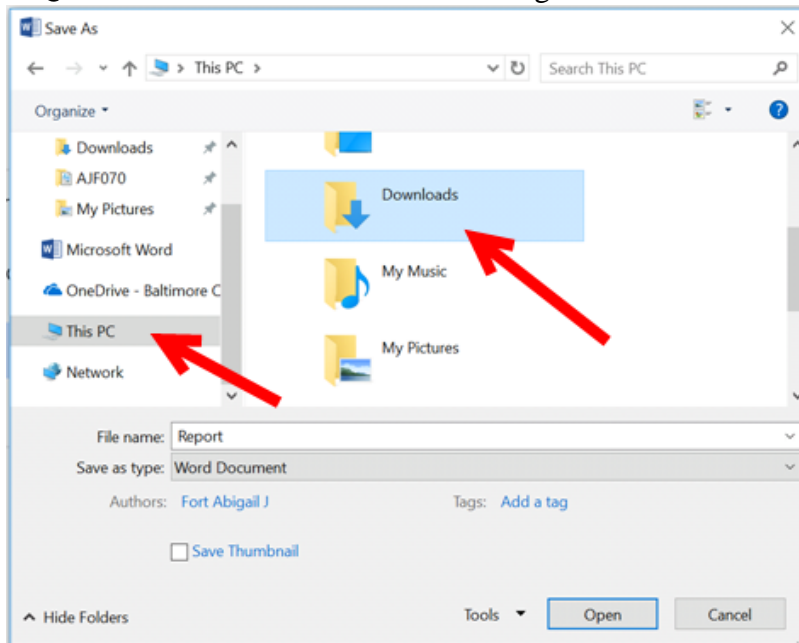 Save As
This PC
Search This PC
Organize
Downloads
AJF070
My Pictures
Microsoft Word
OneDrive - Baltimore C
This PC
Network
Downloads
My Music
My Pictures
File name: Report
Save as type: Word Document
Authors: Fort Abigail J Tags: Add a tag
Save Thumbnail
Hide Folders Tools Open Cancel